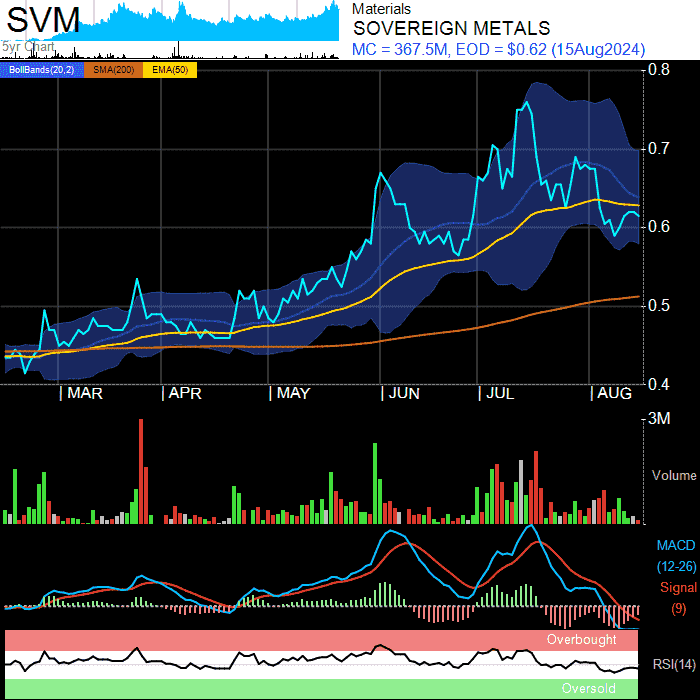 SVM
5yr Chart
Materials
SOVEREIGN METALS
MC = 367.5M, EOD = $0.62 (15Aug2024)
BollBands(20,2) SMA(200) EMA(50)
0.8
0.7
0.6
0.5
0.4
MAR APR MAY JUN JUL AUG
3M
Volume
MACD
(12-26)
Signal
(9)
Overbought
RSI(14)
Oversold